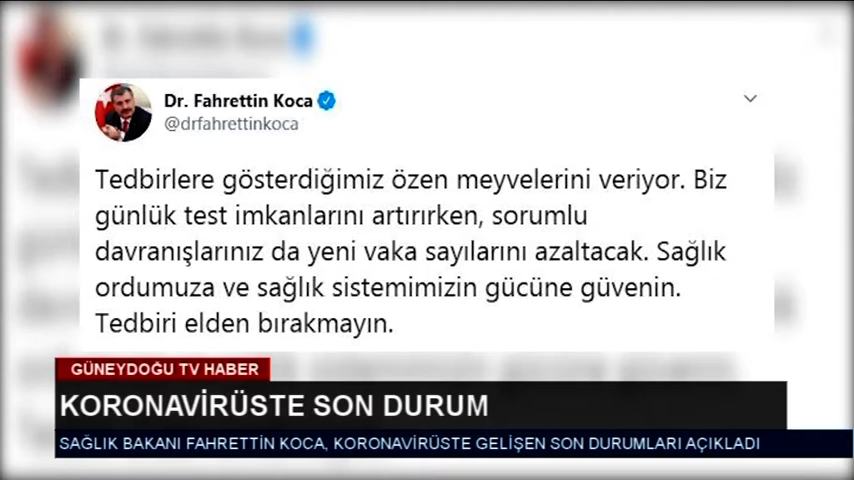 Dr. Fahrettin Koca
@drfahrettinkoca
Tedbirlere gösterdiğimiz özen meyvelerini veriyor. Biz
günlük test imkanlarını artırırken, sorumlu
davranışlarınız da yeni vaka sayılarını azaltacak. Sağlık
ordumuza ve sağlık sistemimizin gücüne güvenin.
Tedbiri elden bırakmayın.
GÜNEYDOĞU TV HABER
KORONAVİRÜSTE SON DURUM
SAĞLIK BAKANI FAHRETTİN KOCA, KORONAVİRÜSTE GELİŞEN SON DURUMLARI AÇIKLADI